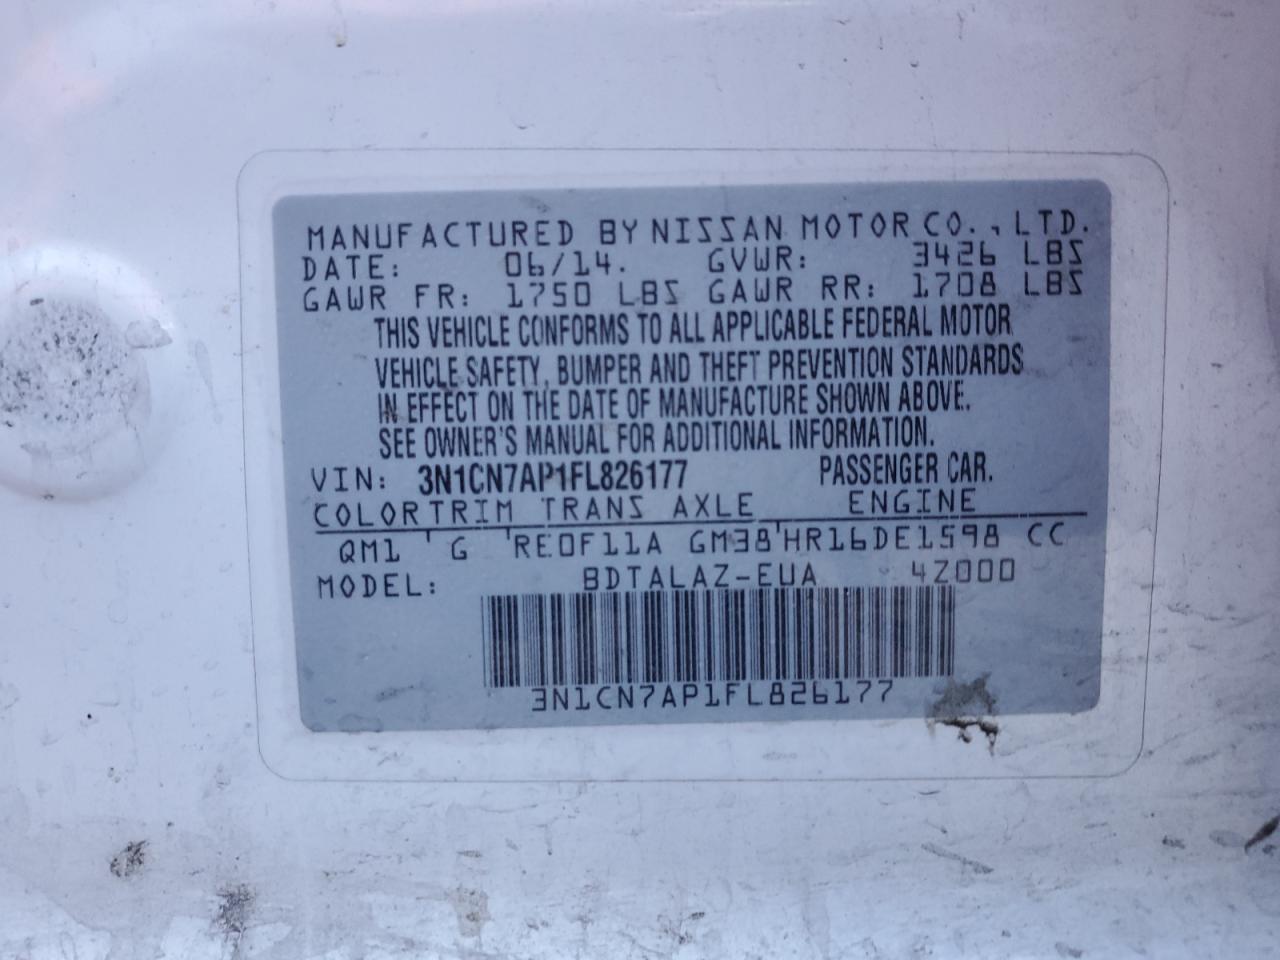 MANUFACTURED BY NISSAN MOTOR CO., LTD.
DATE: 06/14. GVWR: 3426 LBS
GAWR FR: 1750 LBS GAWR RR: 1708 LBS
THIS VEHICLE CONFORMS TO ALL APPLICABLE FEDERAL MOTOR
VEHICLE SAFETY, BUMPER AND THEFT PREVENTION STANDARDS
IN EFFECT ON THE DATE OF MANUFACTURE SHOWN ABOVE.
SEE OWNER'S MANUAL FOR ADDITIONAL INFORMATION.
VIN: 3N1CN7AP1FL826177 PASSENGER CAR.
COLOR TRIM TRANS AXLE ENGINE
QM1 G RE0F11A GM38 HR16DE1598 CC
MODEL: BDTALAZ-EUA 4Z000
3N1CN7AP1FL826177